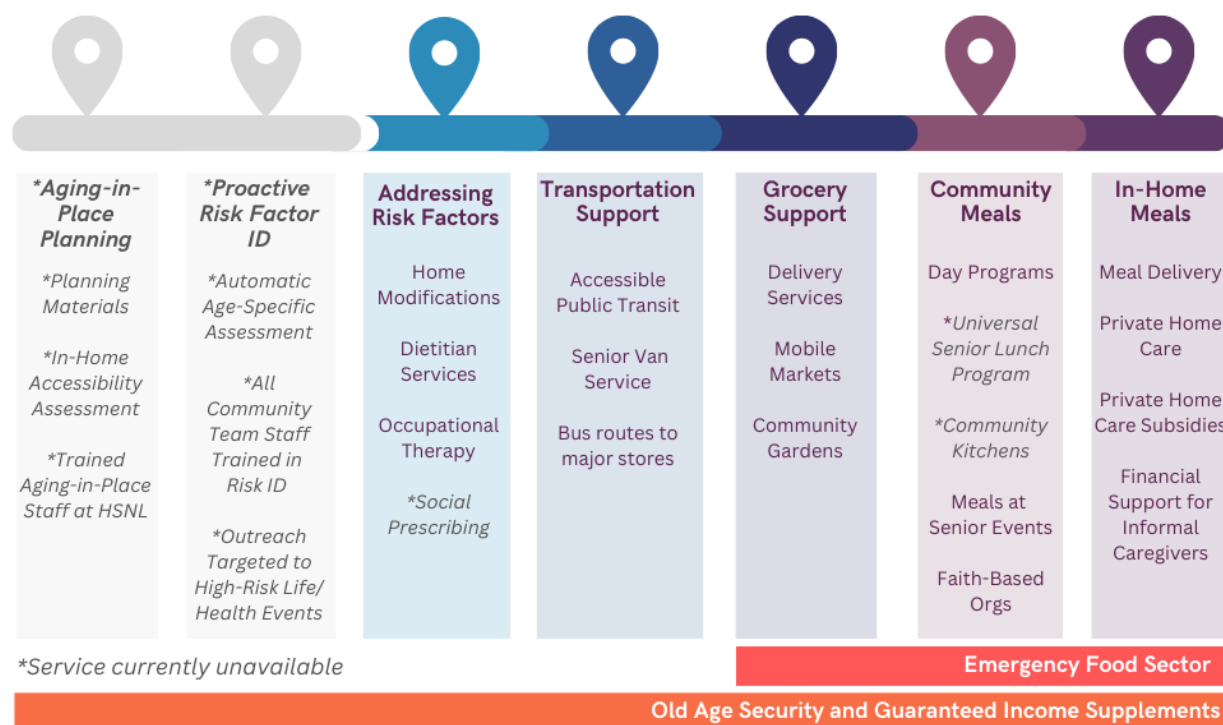 *Aging-in-
Place
Planning
*Planning
Materials
*In-Home
Accessibility
Assessment
*Trained
Aging-in-Place
Staff at HSNL
*Proactive
Risk Factor
ID
*Automatic
Age-Specific
Assessment
*All
Community
Team Staff
Trained in
Risk ID
*Outreach
Targeted to
High-Risk Life/
Health Events
Addressing
Risk Factors
Home
Modifications
Dietitian
Services
Occupational
Therapy
*Social
Prescribing
Transportation
Support
Accessible
Public Transit
Senior Van
Service
Bus routes to
major stores
Grocery
Support
Delivery
Services
Mobile
Markets
Community
Gardens
Community
Meals
Day Programs
*Universal
Senior Lunch
Program
*Community
Kitchens
Meals at
Senior Events
Faith-Based
Orgs
In-Home
Meals
Meal Delivery
Private Home
Care
Private Home
Care Subsidies
Financial
Support for
Informal
Caregivers
*Service currently unavailable
Emergency Food Sector
Old Age Security and Guaranteed Income Supplements